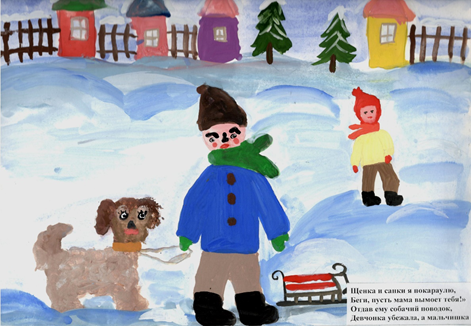 Щенка и санки я покараулю,
Беги, пусть мама вымоет тебя!»
Отдав ему собачий поводок,
Девчонка убежала, а мальчишка